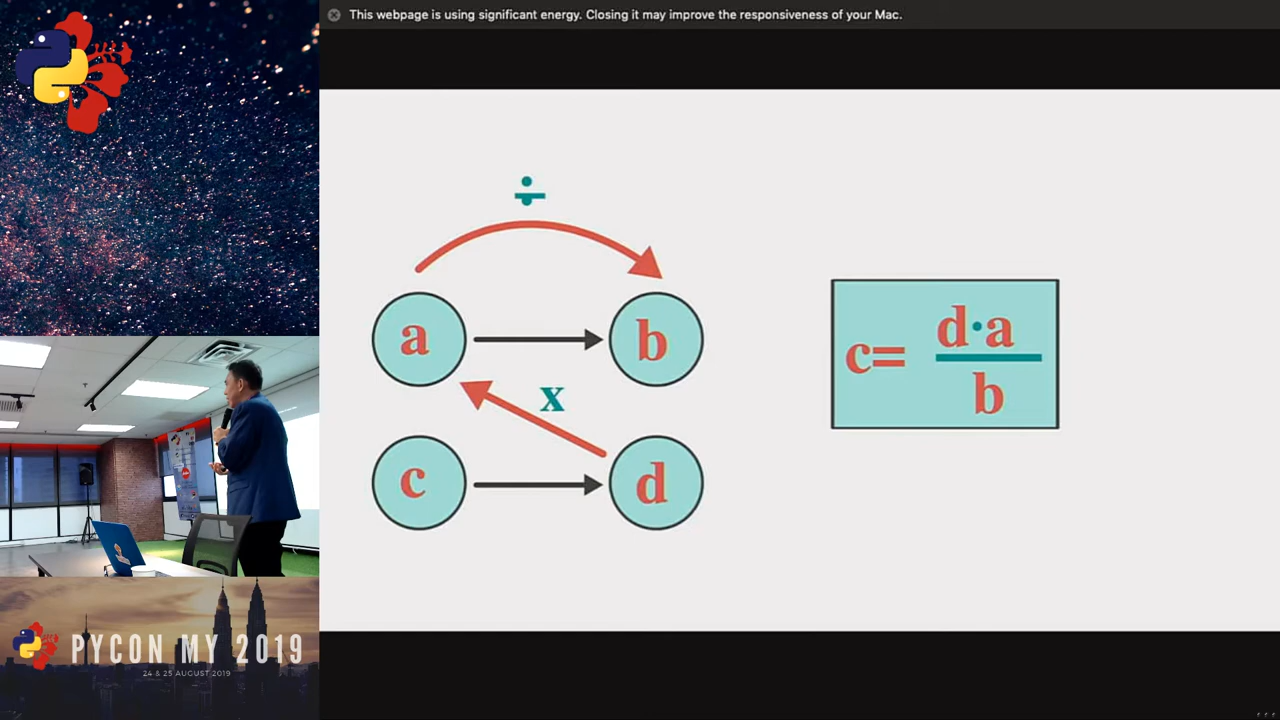 This webpage is using significant energy. Closing it may improve the responsiveness of your Mac.
÷
a
b
x
c
d
c= d·a
b
PYCON MY 2019
24 & 25 AUGUST 2019